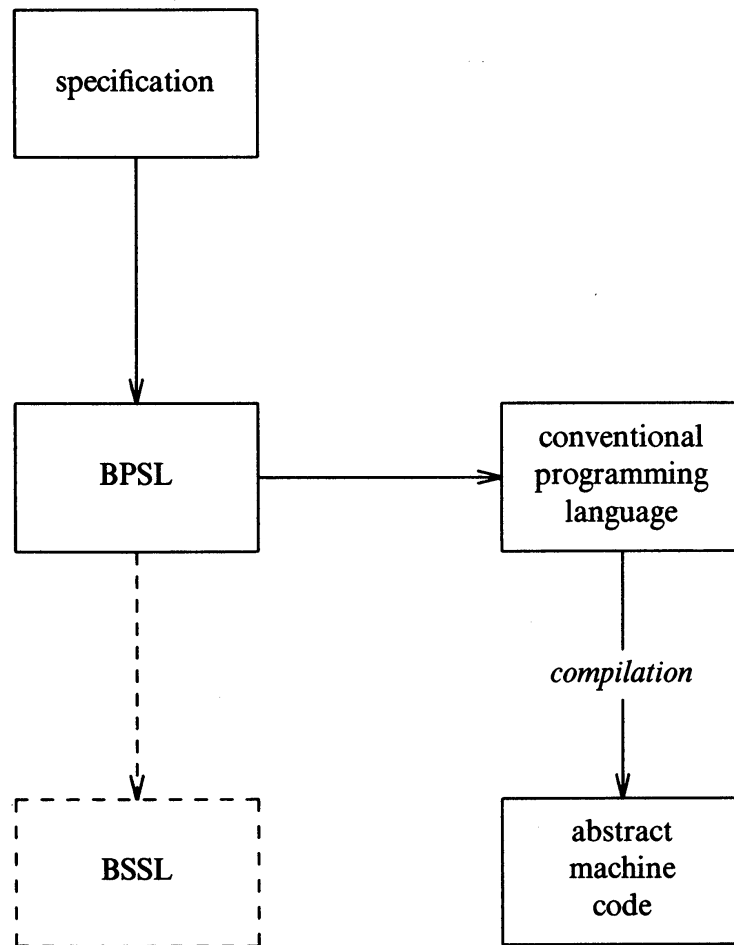 specification
BPSL
conventional
programming
language
compilation
BSSL
abstract
machine
code